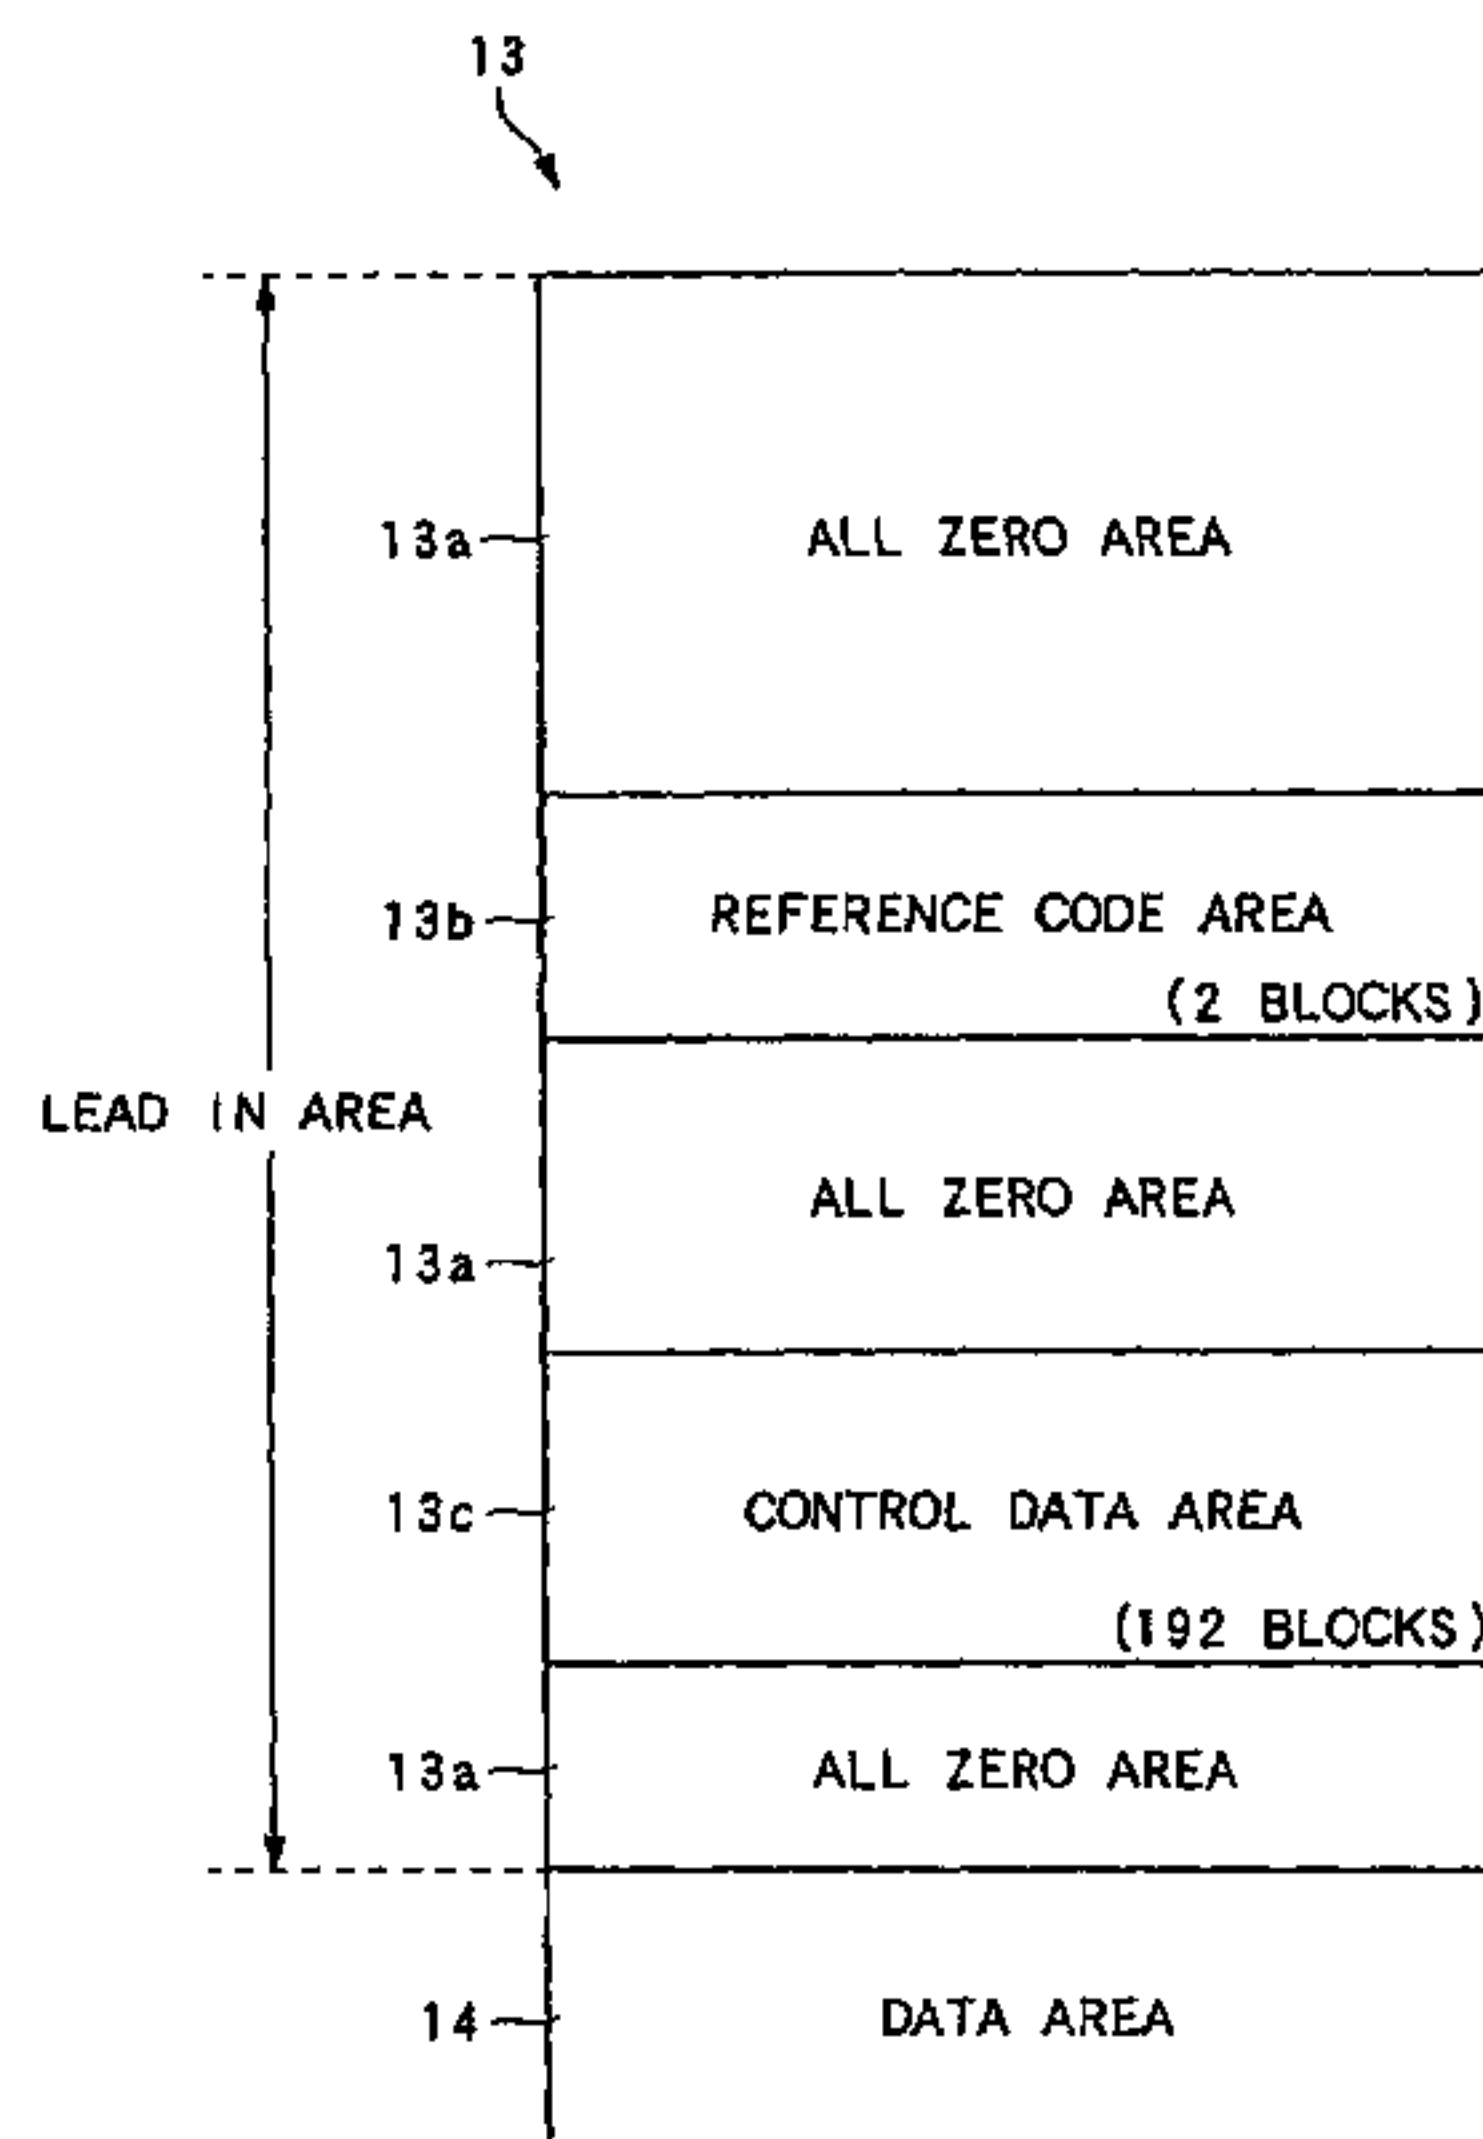 13
13a ALL ZERO AREA
13b REFERENCE CODE AREA
(2 BLOCKS)
LEAD IN AREA
ALL ZERO AREA
13a
13c CONTROL DATA AREA
(192 BLOCKS)
13a ALL ZERO AREA
14 DATA AREA